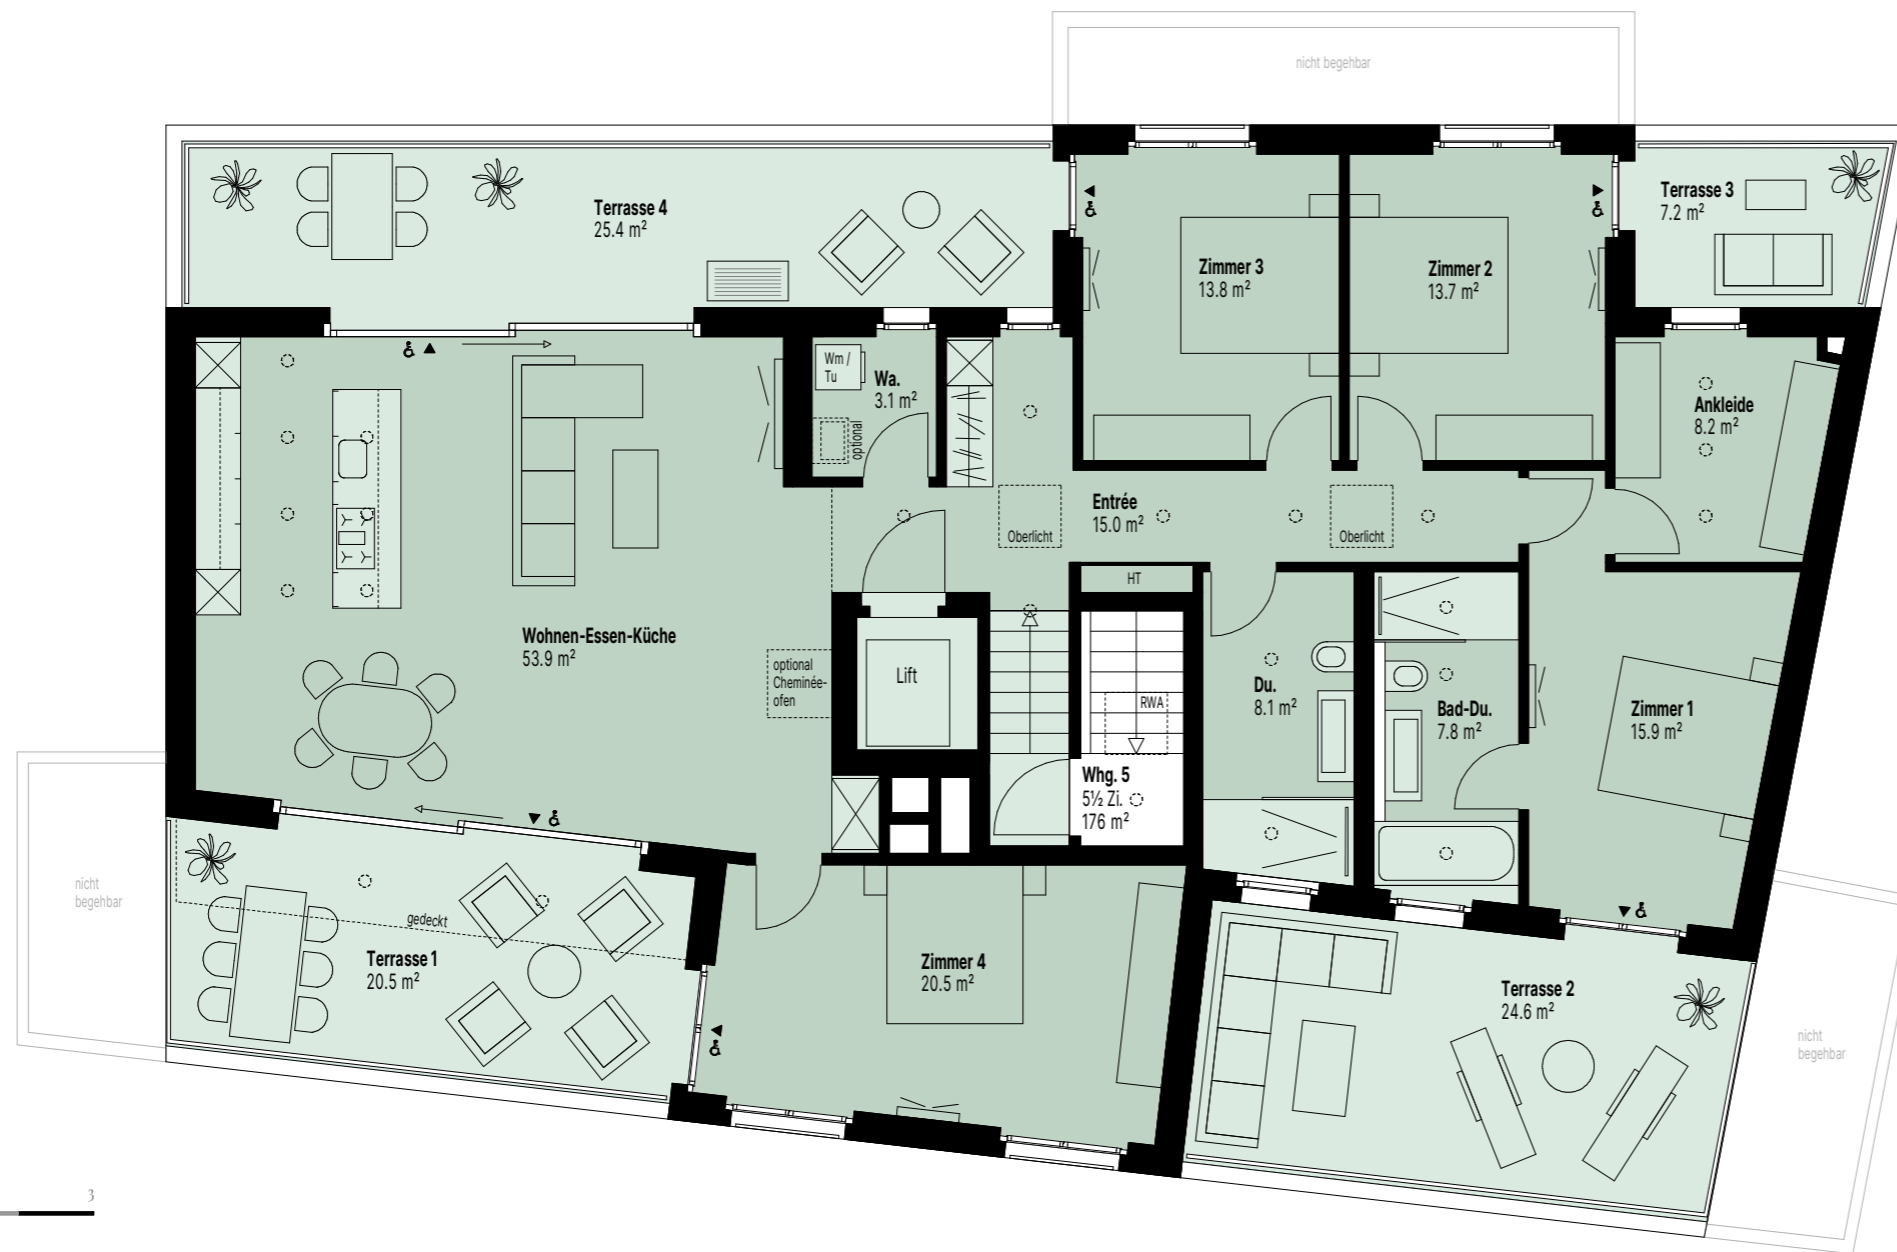 nicht begehbar
Terrasse 4
25.4 m²
Zimmer 3
13.8 m²
Zimmer 2
13.7 m²
Terrasse 3
7.2 m²
Wm /
Tu
Wa.
3.1 m²
optional
Ankleide
8.2 m²
Entrée
15.0 m²
Oberlicht
Oberlicht
HT
Wohnen-Essen-Küche
53.9 m²
optional
Cheminée-
ofen
Lift
RWA
Whg. 5
5½ Zi.
176 m²
Du.
8.1 m²
Bad-Du.
7.8 m²
Zimmer 1
15.9 m²
nicht
begehbar
gedeckt
Terrasse 1
20.5 m²
Zimmer 4
20.5 m²
Terrasse 2
24.6 m²
nicht
begehbar
3